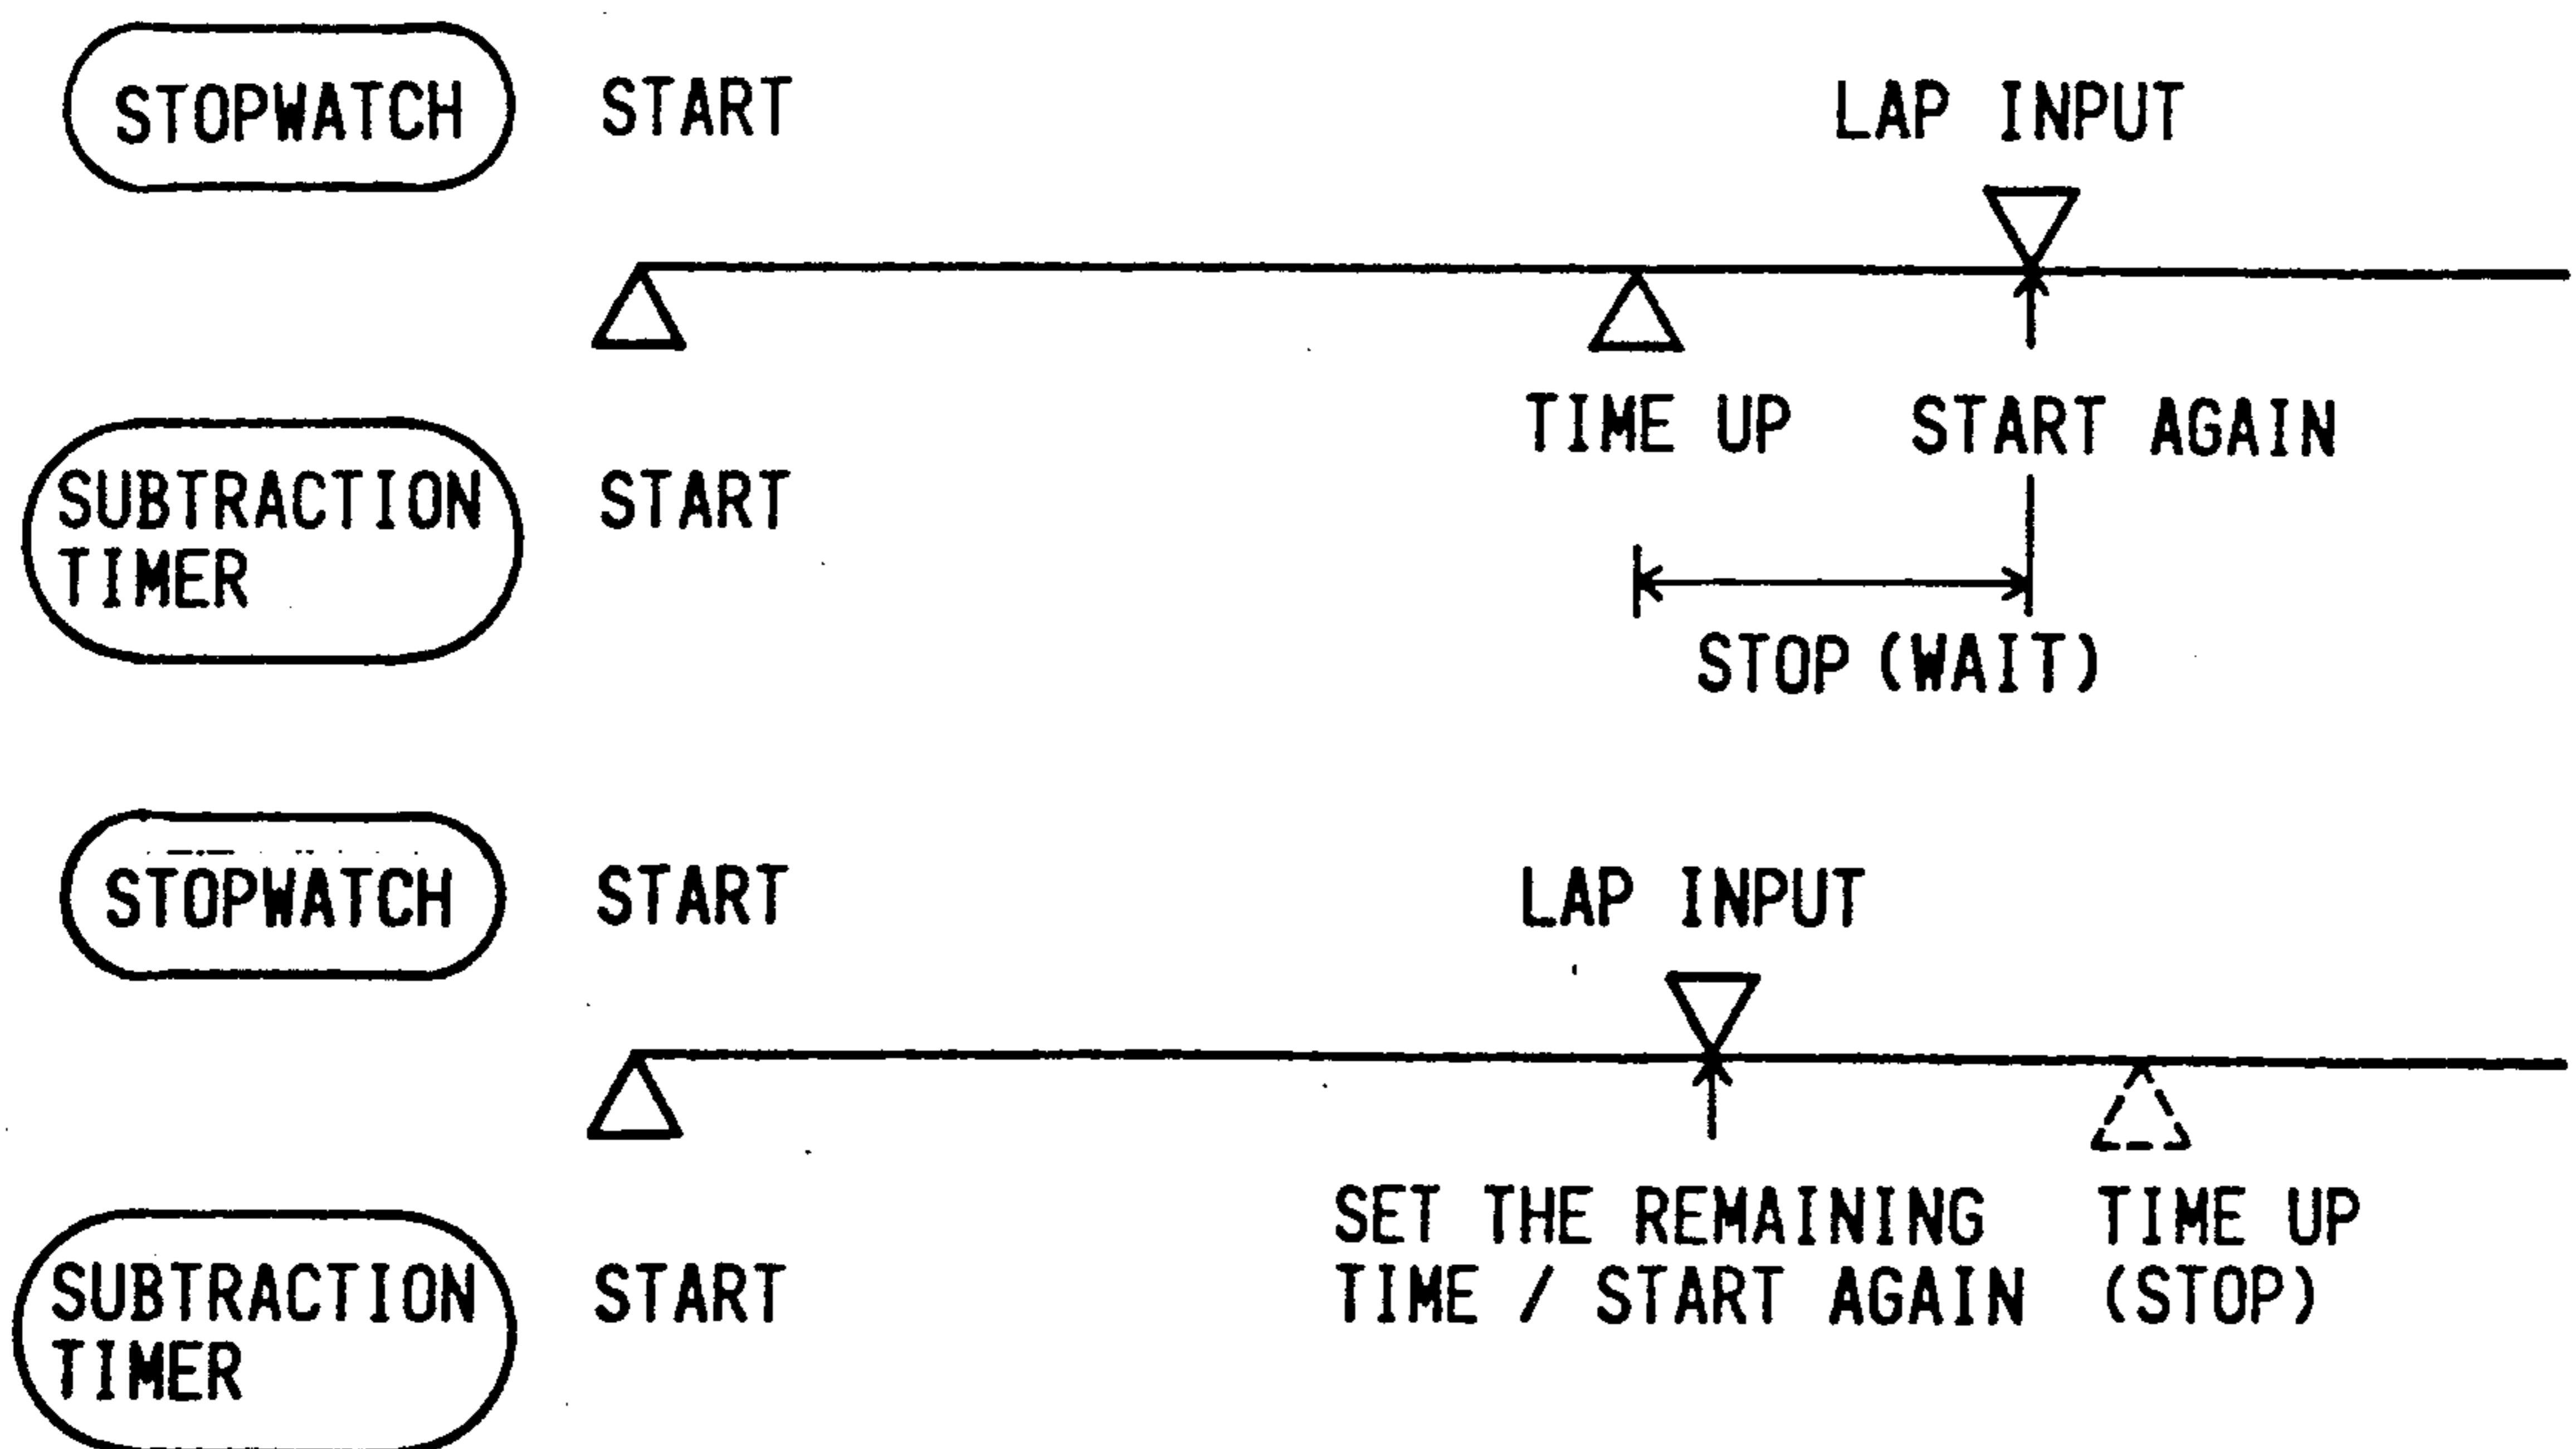 STOPWATCH START LAP INPUT
TIME UP START AGAIN
SUBTRACTION START
TIMER
STOP (WAIT)
STOPWATCH START LAP INPUT
SET THE REMAINING TIME UP
SUBTRACTION START TIME / START AGAIN (STOP)
TIMER